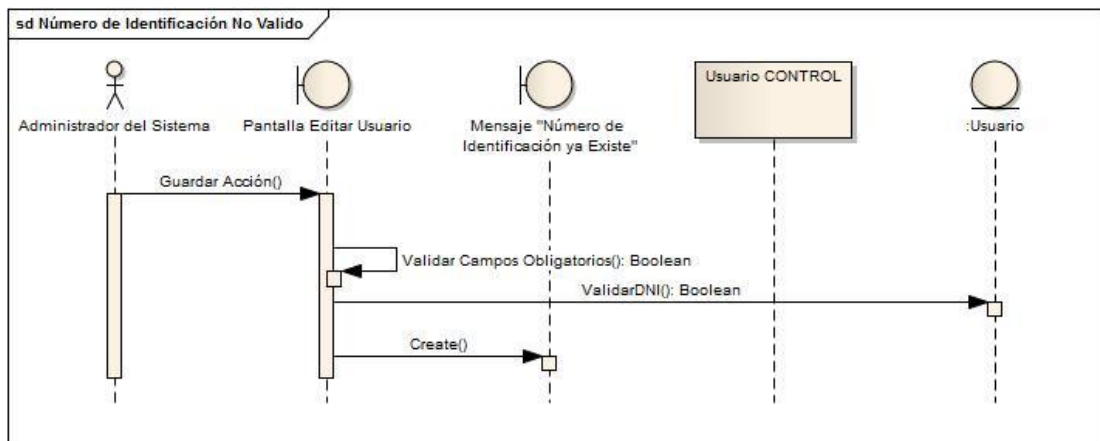 sd Número de Identificación No Valido
Administrador del Sistema
Pantalla Editar Usuario
Mensaje "Número de
Identificación ya Existe"
Usuario CONTROL
:Usuario
Guardar Acción()
Validar Campos Obligatorios(): Boolean
ValidarDNI(): Boolean
Create()